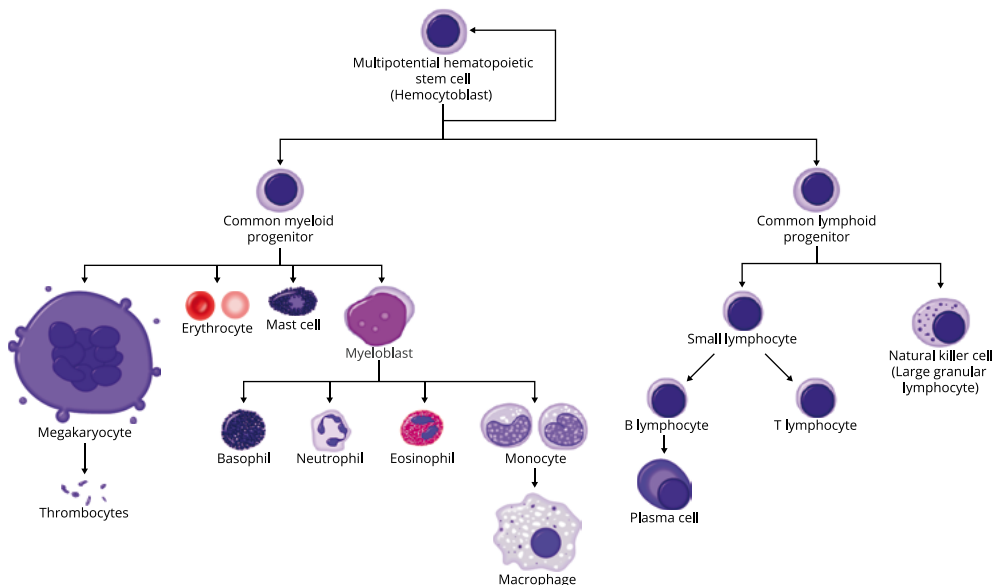 Multipotential hematopoietic
stem cell
(Hemocytoblast)
Common myeloid
progenitor
Common lymphoid
progenitor
Erythrocyte
Mast cell
Myeloblast
Small lymphocyte
Natural killer cell
(Large granular
lymphocyte)
Megakaryocyte
Basophil
Neutrophil
Eosinophil
Monocyte
B lymphocyte
T lymphocyte
Thrombocytes
Plasma cell
Macrophage